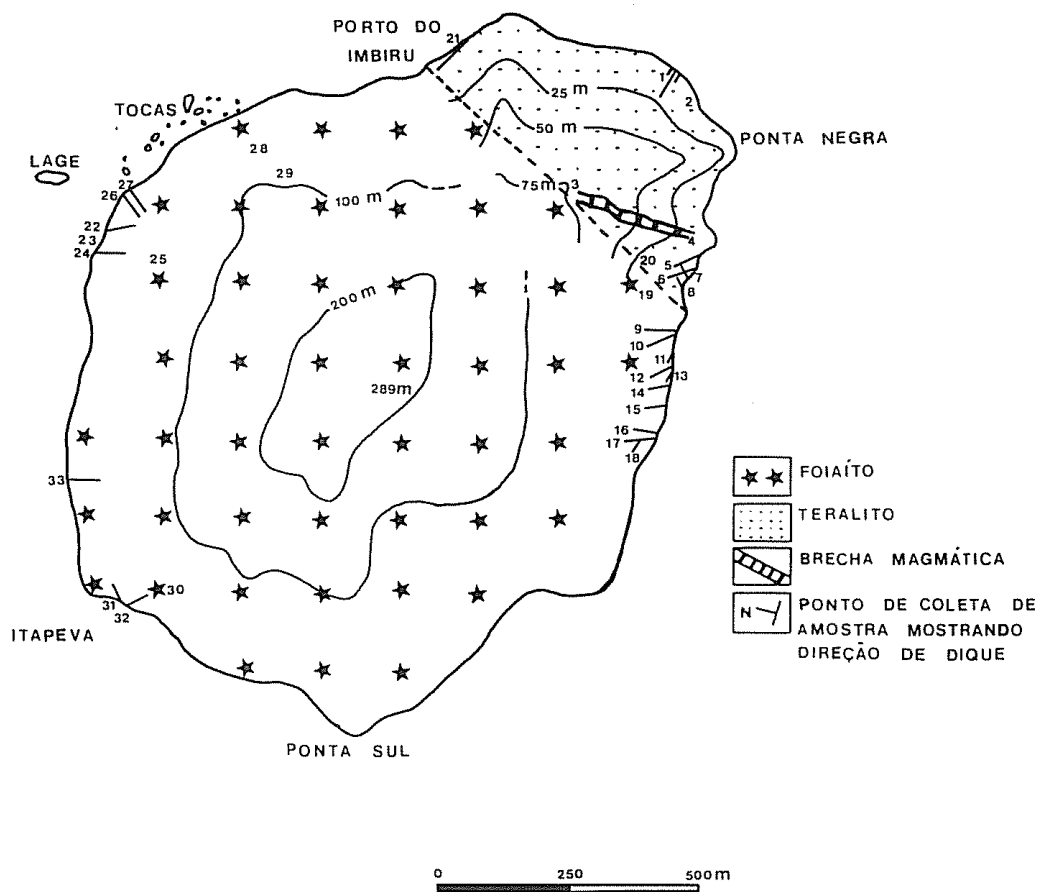 PORTO DO
IMBIRU
21
TOCAS
LAGE
1
2
25 m
50 m
PONTA NEGRA
28
29
27
26
100 m
75m
3
22
23
24
4
20
5
6
7
8
25
19
200 m
9
10
11
12
13
14
15
16
17
18
289m
33
30
31
32
ITAPEVA
PONTA SUL
FOIAÍTO
TERALITO
BRECHA MAGMÁTICA
N
PONTO DE COLETA DE
AMOSTRA MOSTRANDO
DIREÇÃO DE DIQUE
0 250 500m